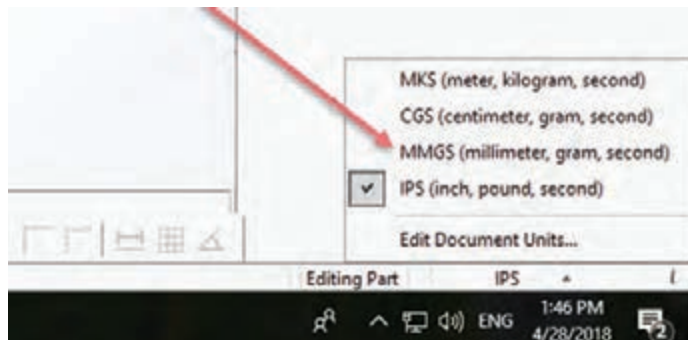 MKS (meter, kilogram, second)
CGS (centimeter, gram, second)
MMGS (millimeter, gram, second)
IPS (inch, pound, second)
Edit Document Units...
Editing Part IPS
ENG 1:46 PM
4/28/2018 2